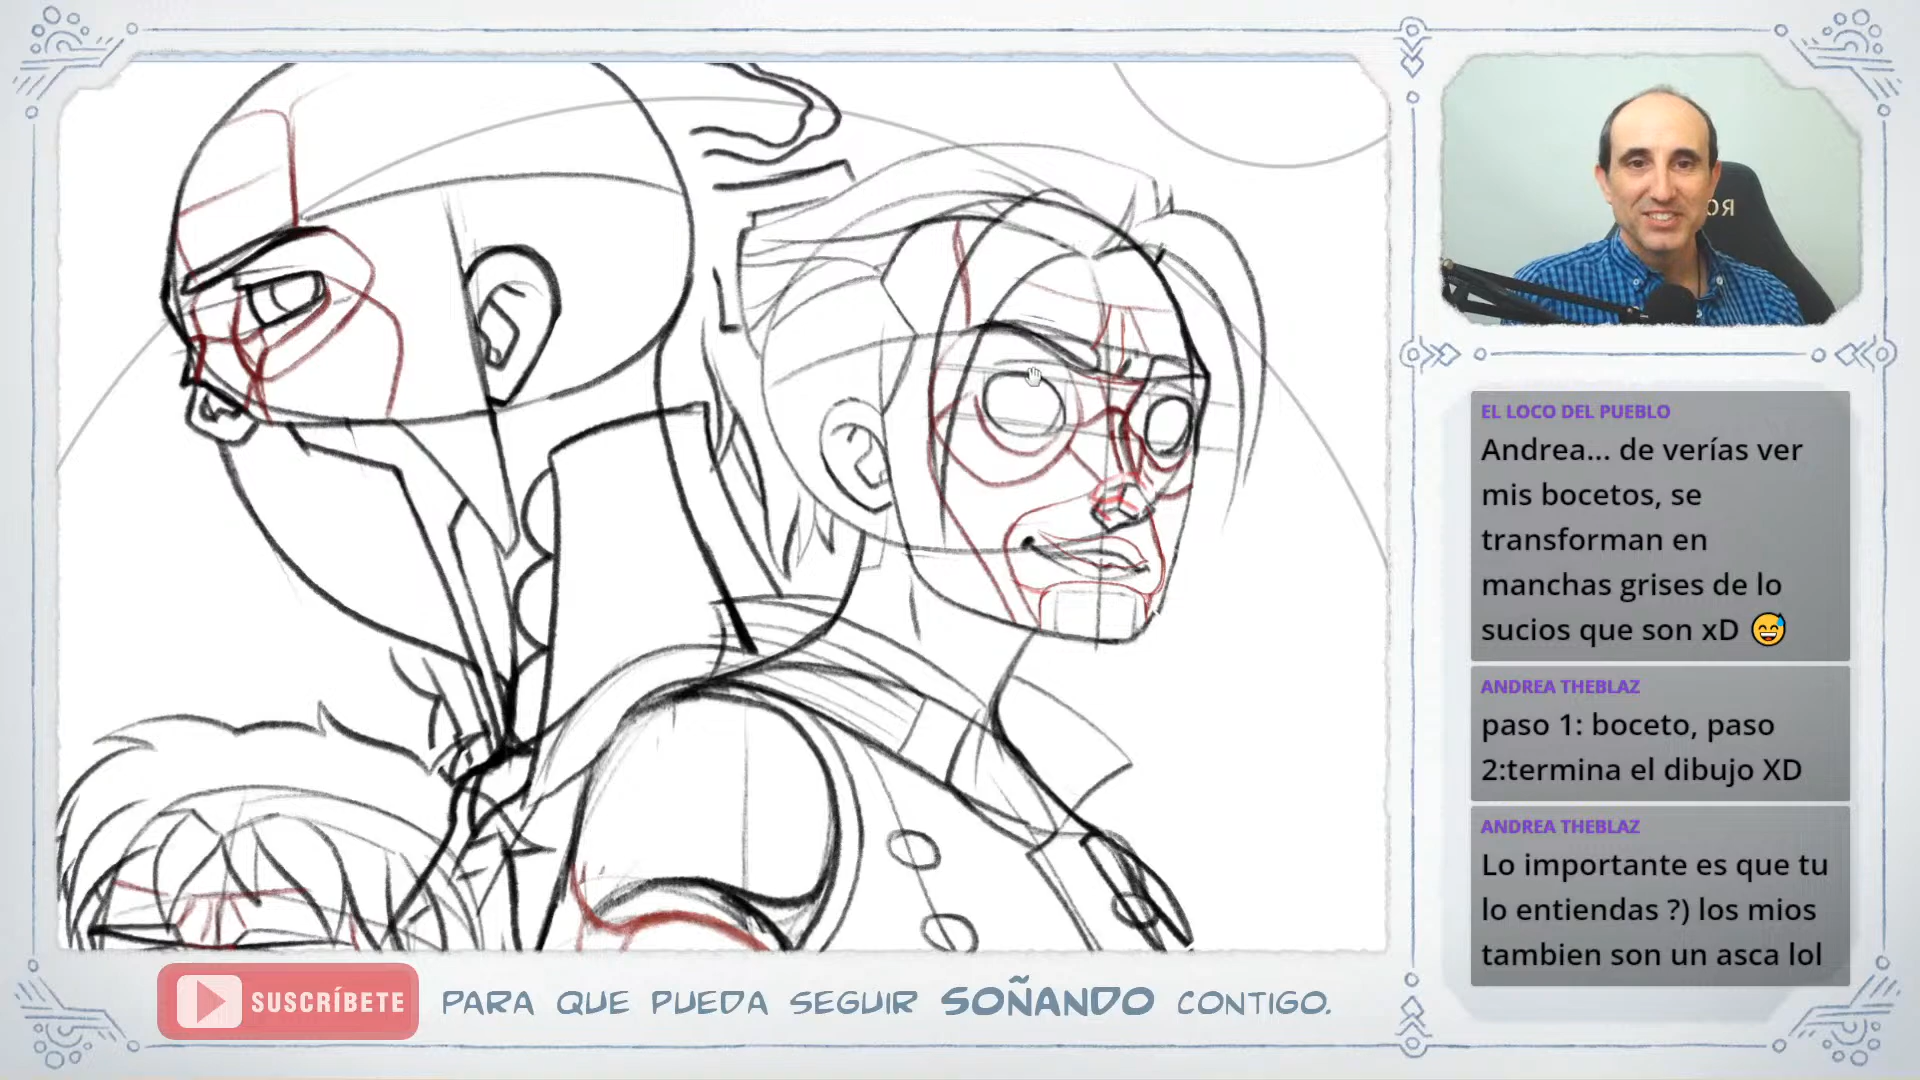 EL LOCO DEL PUEBLO
Andrea... de verías ver
mis bocetos, se
transforman en
manchas grises de lo
sucios que son xD 😅
ANDREA THEBLAZ
paso 1: boceto, paso
2:termina el dibujo XD
ANDREA THEBLAZ
Lo importante es que tu
lo entiendas ?) los mios
tambien son un asca lol
SUSCRÍBETE PARA QUE PUEDA SEGUIR SOÑANDO CONTIGO.